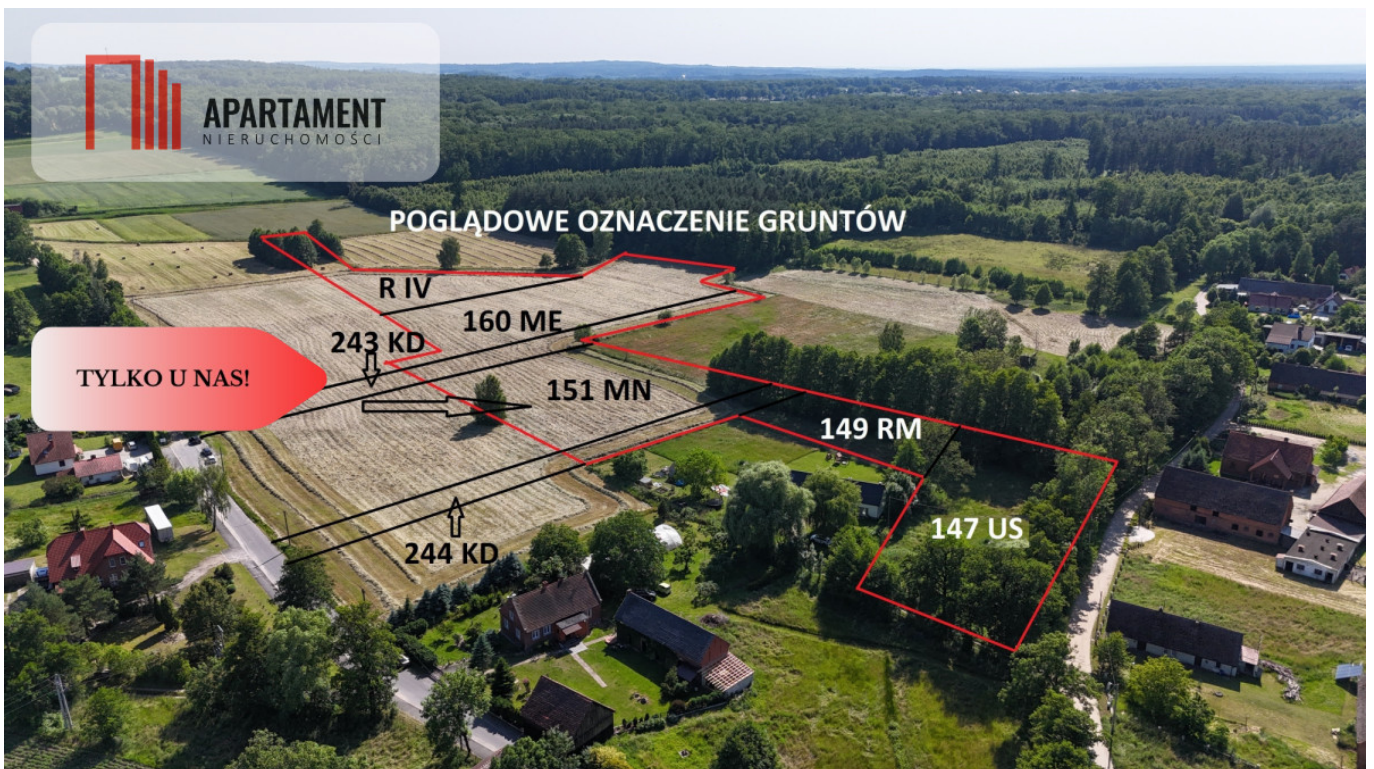 APARTAMENT
NIERUCHOMOŚCI
POGLĄDOWE OZNACZENIE GRUNTÓW
R IV
160 ME
243 KD
TYLKO U NAS!
151 MN
149 RM
147 US
244 KD